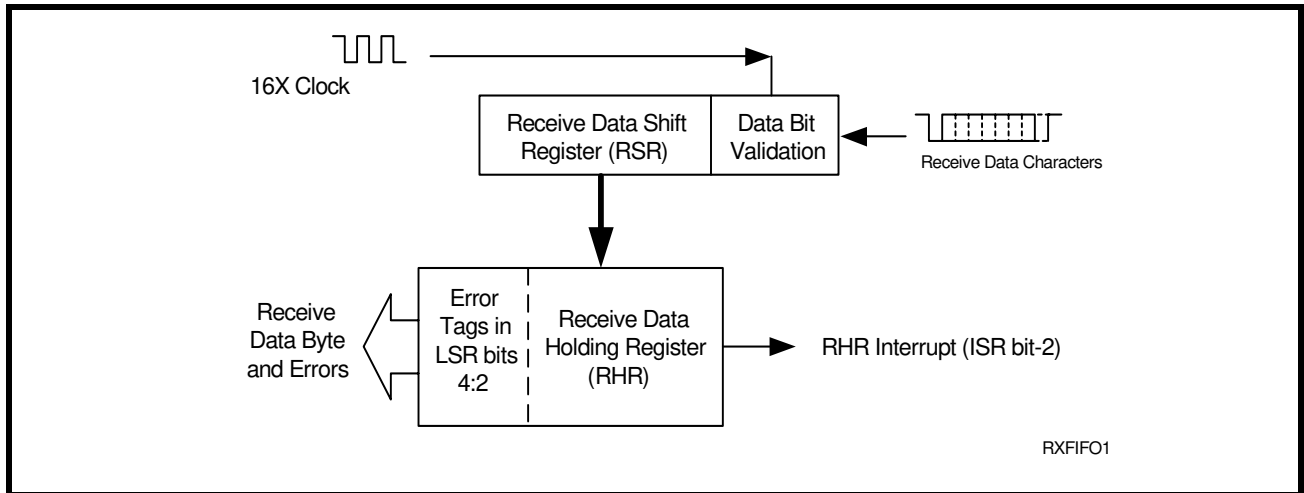 16X Clock
Receive Data Shift
Register (RSR)
Data Bit
Validation
Receive Data Characters
Receive
Data Byte
and Errors
Error
Tags in
LSR bits
4:2
Receive Data
Holding Register
(RHR)
RHR Interrupt (ISR bit-2)
RXFIFO1